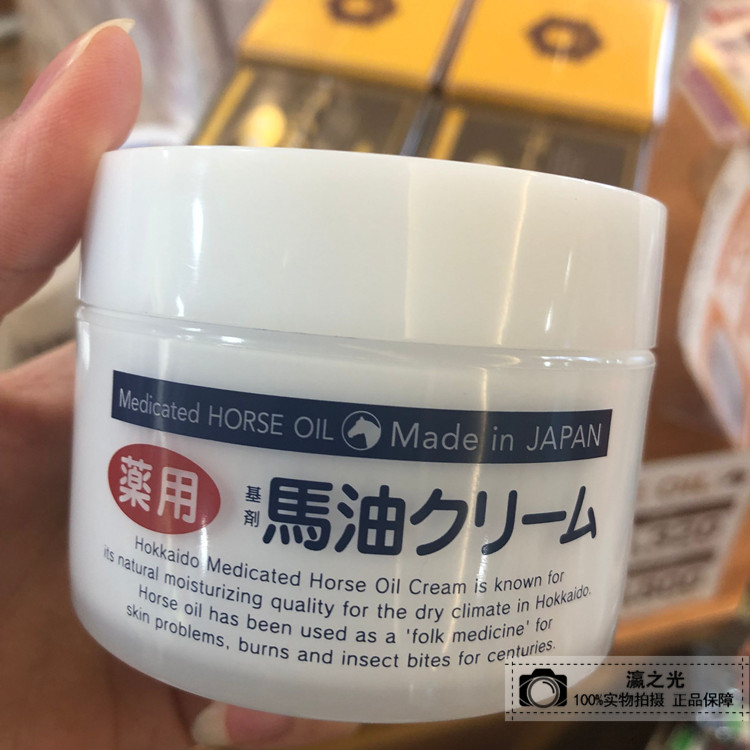 Medicated HORSE OIL Made in JAPAN
薬用
基剤
馬油クリーム
Hokkaido Medicated Horse Oil Cream is known for
its natural moisturizing quality for the dry climate in Hokkaido.
Horse oil has been used as a 'folk medicine' for
skin problems, burns and insect bites for centuries.
瀛之光
100%实物拍摄 正品保障